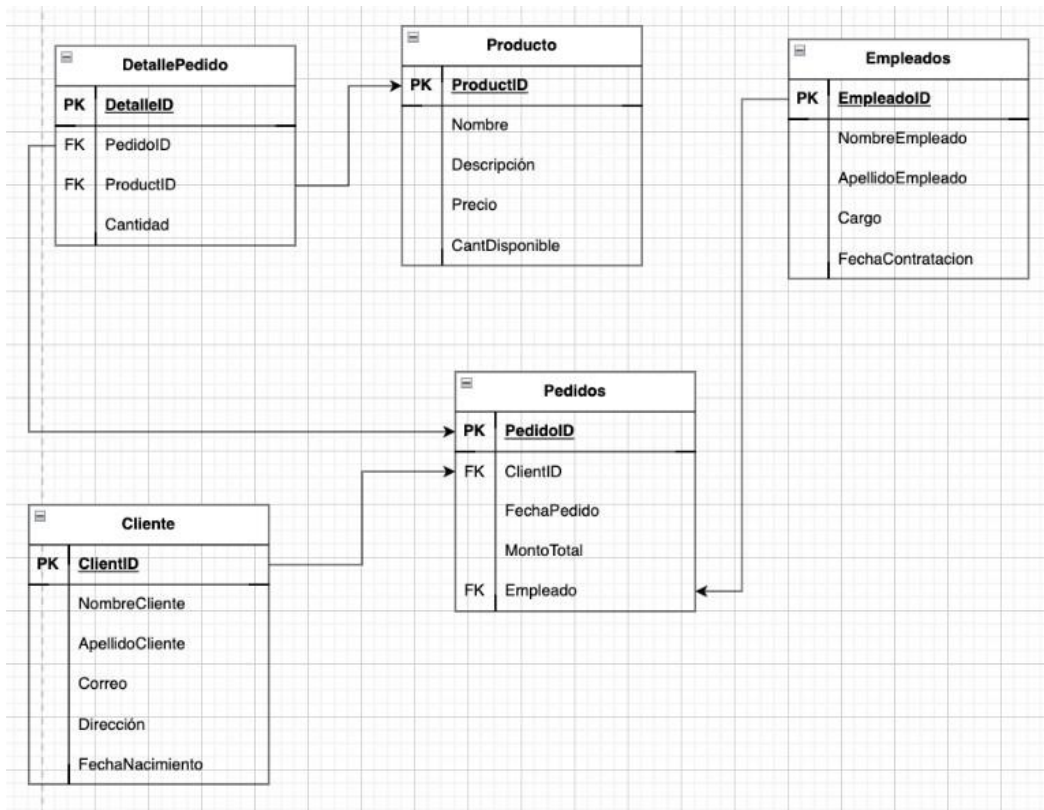 DetallePedido
PK DetalleID
FK PedidoID
FK ProductID
Cantidad
Producto
PK ProductID
Nombre
Descripción
Precio
CantDisponible
Empleados
PK EmpleadoID
NombreEmpleado
ApellidoEmpleado
Cargo
FechaContratacion
Pedidos
PK PedidoID
FK ClientID
FechaPedido
MontoTotal
FK Empleado
Cliente
PK ClientID
NombreCliente
ApellidoCliente
Correo
Dirección
FechaNacimiento